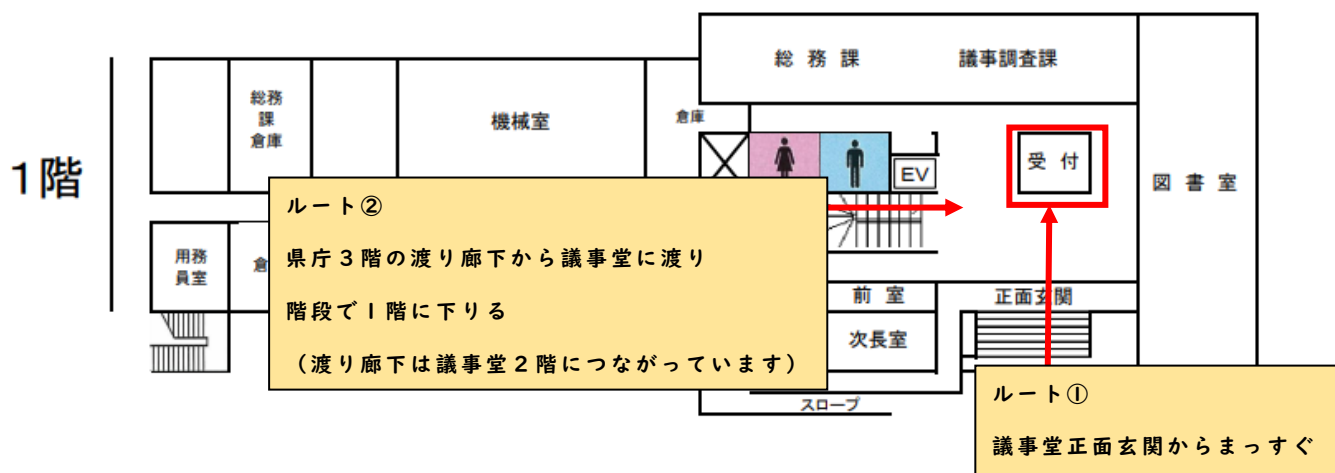 1階
総務課
議事調査課
総務
課
倉庫
機械室
倉庫
EV
受付
図書室
ルート②
県庁3階の渡り廊下から議事堂に渡り
階段で1階に下りる
（渡り廊下は議事堂2階につながっています）
用務
員室
倉
前室
正面玄関
次長室
スロープ
ルート①
議事堂正面玄関からまっすぐ